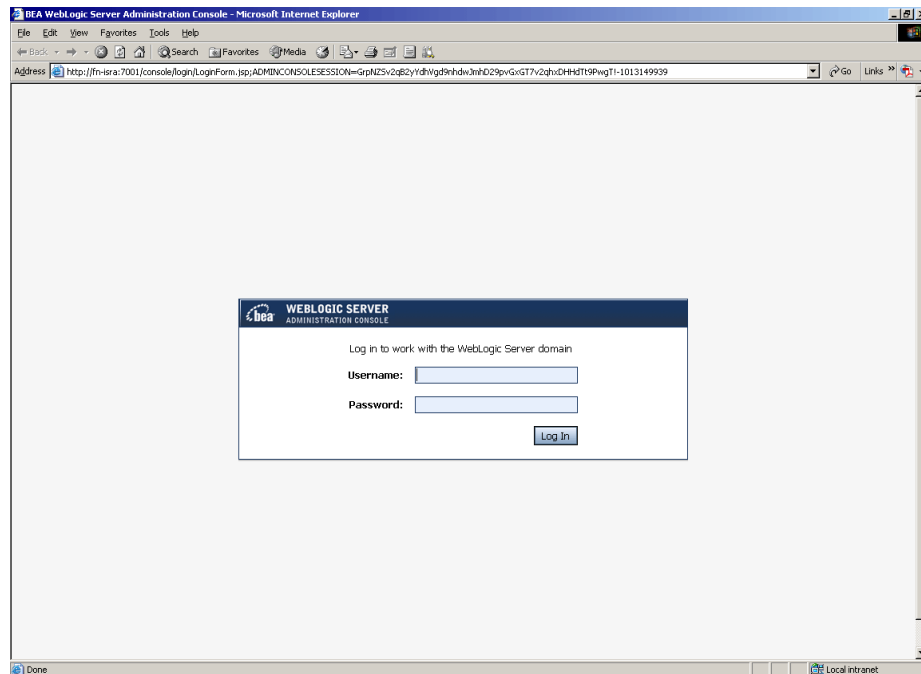 BEA WebLogic Server Administration Console - Microsoft Internet Explorer
File Edit View Favorites Tools Help
Back Search Favorites Media
Address http://fn-isra:7001/console/login/LoginForm.jsp;ADMINCONSOLESESSION=GrpNZSv2qB2yYdhVgd9nhdwJmhD29pvGxGT7v2qhxDHHdTt9PwgT!-1013149939 Go Links »
bea WEBLOGIC SERVER
ADMINISTRATION CONSOLE
Log in to work with the WebLogic Server domain
Username:
Password:
Log In
Done Local intranet